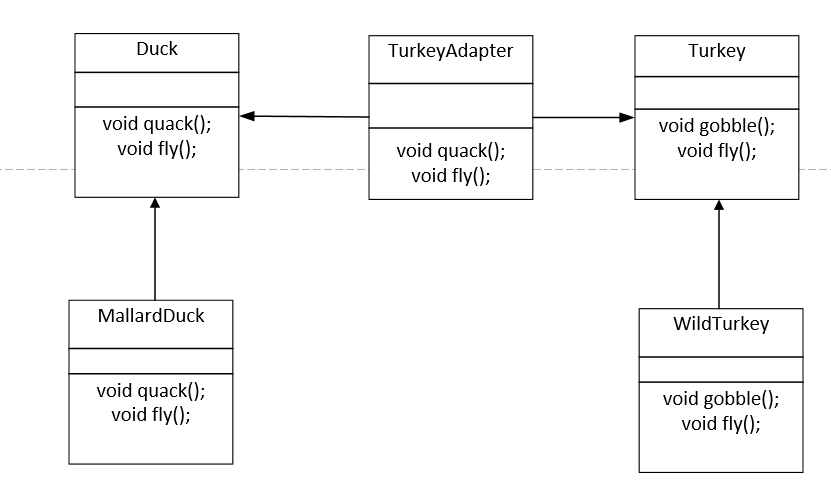 Duck
void quack();
void fly();
TurkeyAdapter
void quack();
void fly();
Turkey
void gobble();
void fly();
MallardDuck
void quack();
void fly();
WildTurkey
void gobble();
void fly();